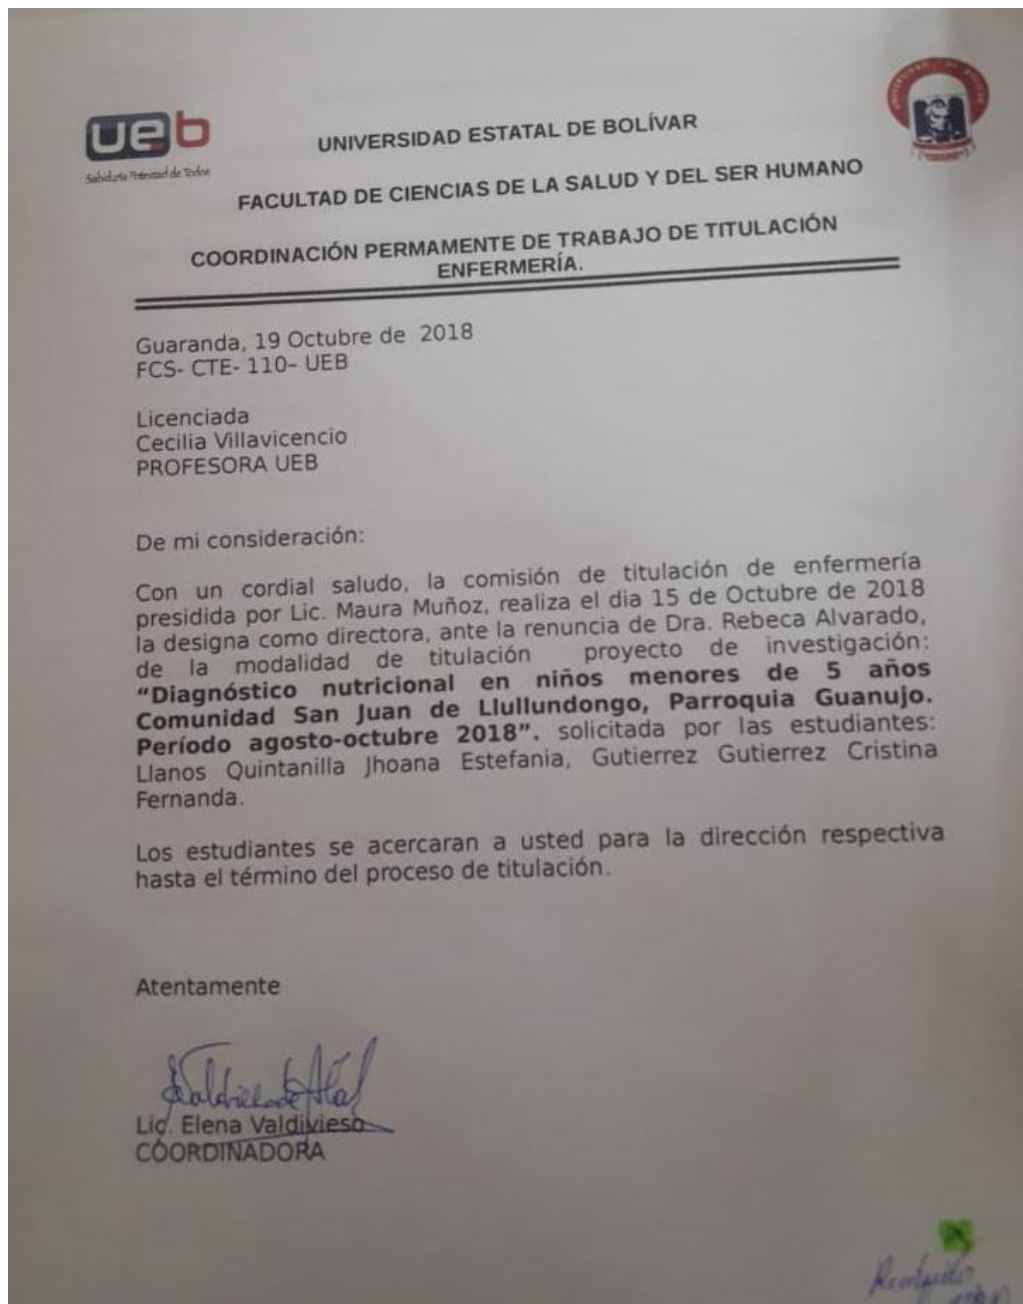 ueb
Sabiduría Potestad de Todos
UNIVERSIDAD ESTATAL DE BOLÍVAR
FACULTAD DE CIENCIAS DE LA SALUD Y DEL SER HUMANO
COORDINACIÓN PERMAMENTE DE TRABAJO DE TITULACIÓN
ENFERMERÍA.
Guaranda, 19 Octubre de 2018
FCS- CTE- 110– UEB
Licenciada
Cecilia Villavicencio
PROFESORA UEB
De mi consideración:
Con un cordial saludo, la comisión de titulación de enfermería
presidida por Lic. Maura Muñoz, realiza el dia 15 de Octubre de 2018
la designa como directora, ante la renuncia de Dra. Rebeca Alvarado,
de la modalidad de titulación proyecto de investigación:
“Diagnóstico nutricional en niños menores de 5 años
Comunidad San Juan de Llullundongo, Parroquia Guanujo.
Período agosto-octubre 2018”. solicitada por las estudiantes:
Llanos Quintanilla Jhoana Estefania, Gutierrez Gutierrez Cristina
Fernanda.
Los estudiantes se acercaran a usted para la dirección respectiva
hasta el término del proceso de titulación.
Atentamente
Lic. Elena Valdivieso
COORDINADORA